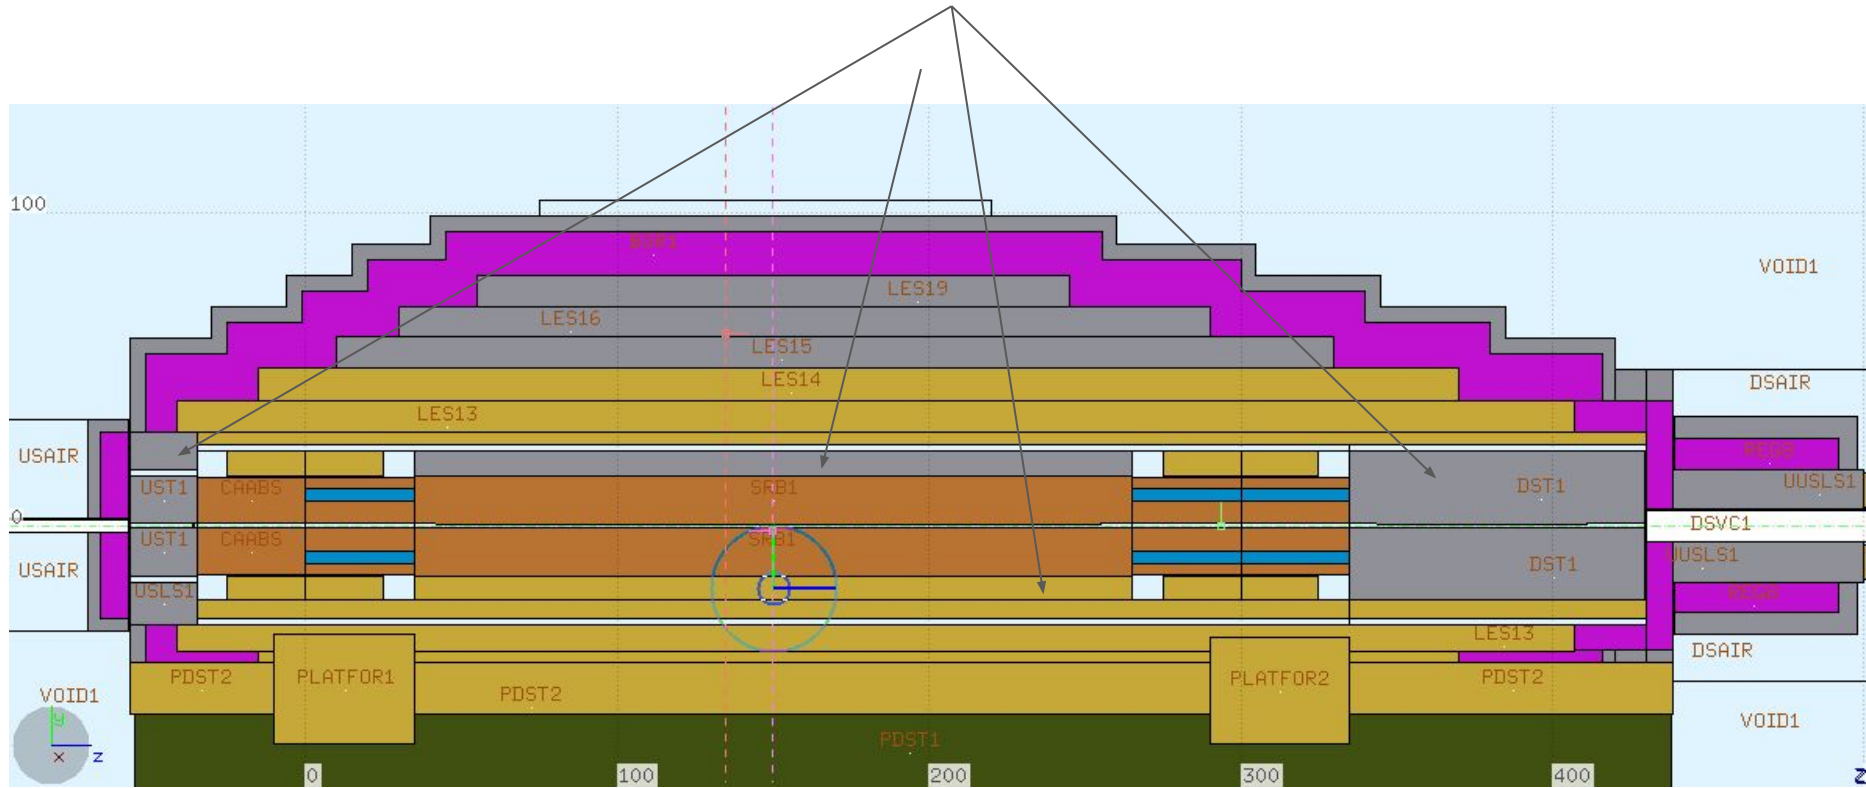 100
BDP1
VOID1
LES19
LES16
LES15
LES14
DSAIR
LES13
USAIR
UST1
CAABS
SRB1
DST1
UUSLS1
0
DSVC1
UST1
CAABS
SRB1
DST1
UUSLS1
USAIR
USLS1
LES13
DSAIR
PDST2
PLATFOR1
PDST2
PLATFOR2
PDST2
VOID1
VOID1
y
PDST1
x
z
0
100
200
300
400
z